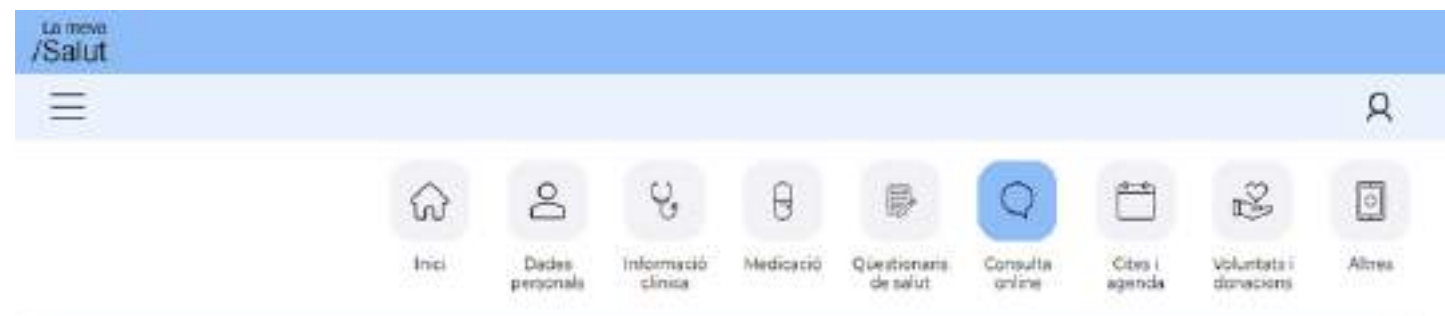 La meva
/Salut
Inici
Dades
personals
Informació
clínica
Medicació
Qüestionaris
de salut
Consulta
online
Cites i
agenda
Voluntats i
donacions
Altres